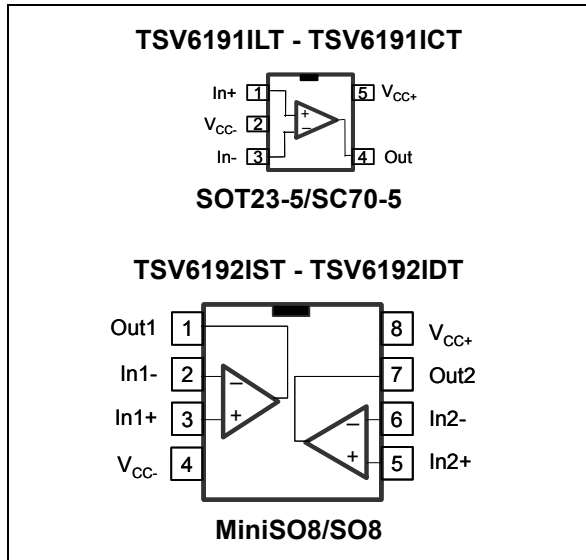 TSV6191ILT - TSV6191ICT
In+ 1 5 VCC+
+
VCC- 2
−
In- 3 4 Out
SOT23-5/SC70-5
TSV6192IST - TSV6192IDT
Out1 1 8 VCC+
In1- 2 − 7 Out2
In1+ 3 + − 6 In2-
VCC- 4 + 5 In2+
MiniSO8/SO8